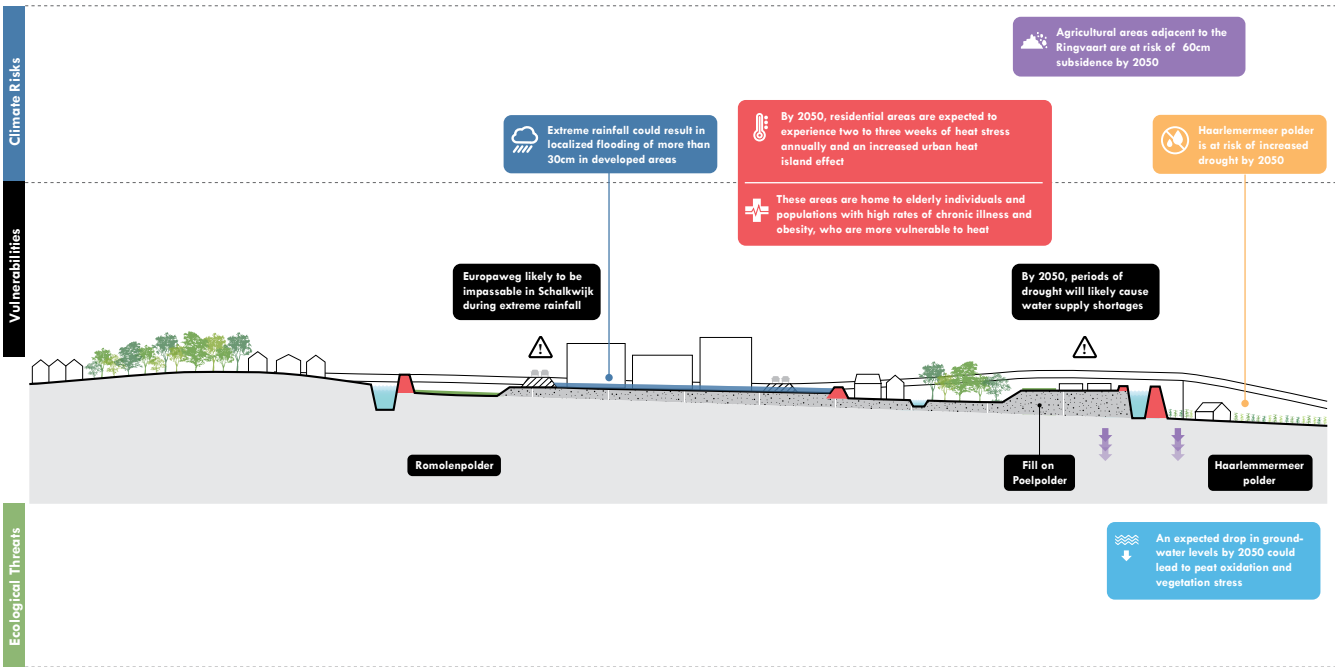 Climate Risks
Agricultural areas adjacent to the
Ringvaart are at risk of 60cm
subsidence by 2050
Extreme rainfall could result in
localized flooding of more than
30cm in developed areas
By 2050, residential areas are expected to
experience two to three weeks of heat stress
annually and an increased urban heat
island effect
Haarlemermeer polder
is at risk of increased
drought by 2050
These areas are home to elderly individuals and
populations with high rates of chronic illness and
obesity, who are more vulnerable to heat
Vulnerabilities
Europaweg likely to be
impassable in Schalkwijk
during extreme rainfall
By 2050, periods of
drought will likely cause
water supply shortages
Romolenpolder
Fill on
Poelpolder
Haarlemmermeer
polder
Ecological Threats
An expected drop in ground-
water levels by 2050 could
lead to peat oxidation and
vegetation stress